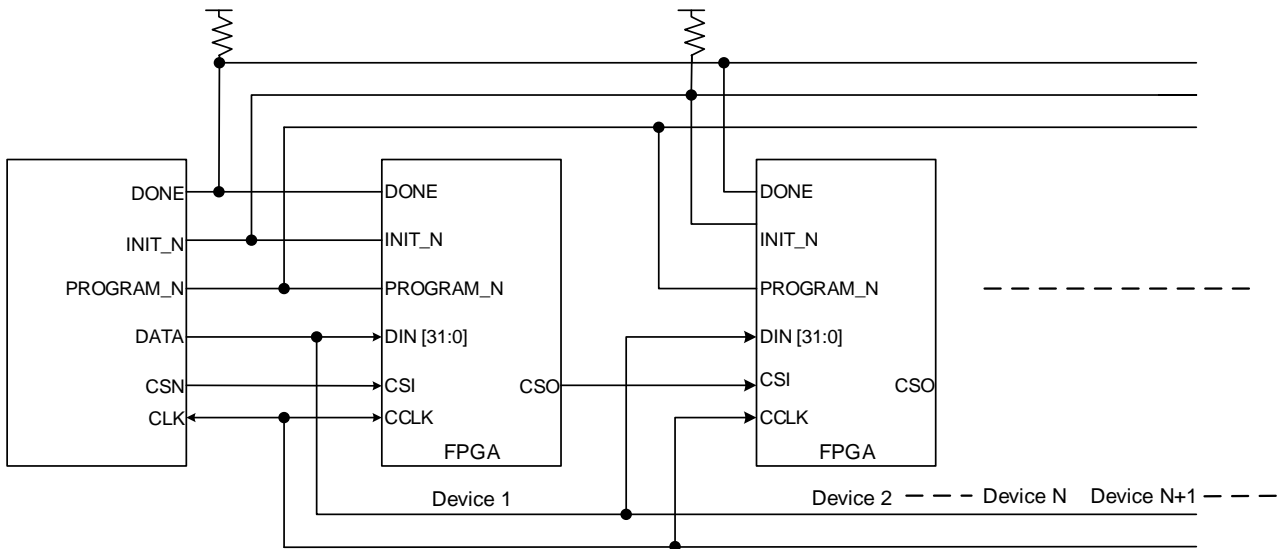 DONE
INIT_N
PROGRAM_N
DATA
CSN
CLK
DONE
INIT_N
PROGRAM_N
DIN [31:0]
CSI
CSO
CCLK
FPGA
DONE
INIT_N
PROGRAM_N
DIN [31:0]
CSI
CSO
CCLK
FPGA
Device 1
Device 2
Device N
Device N+1